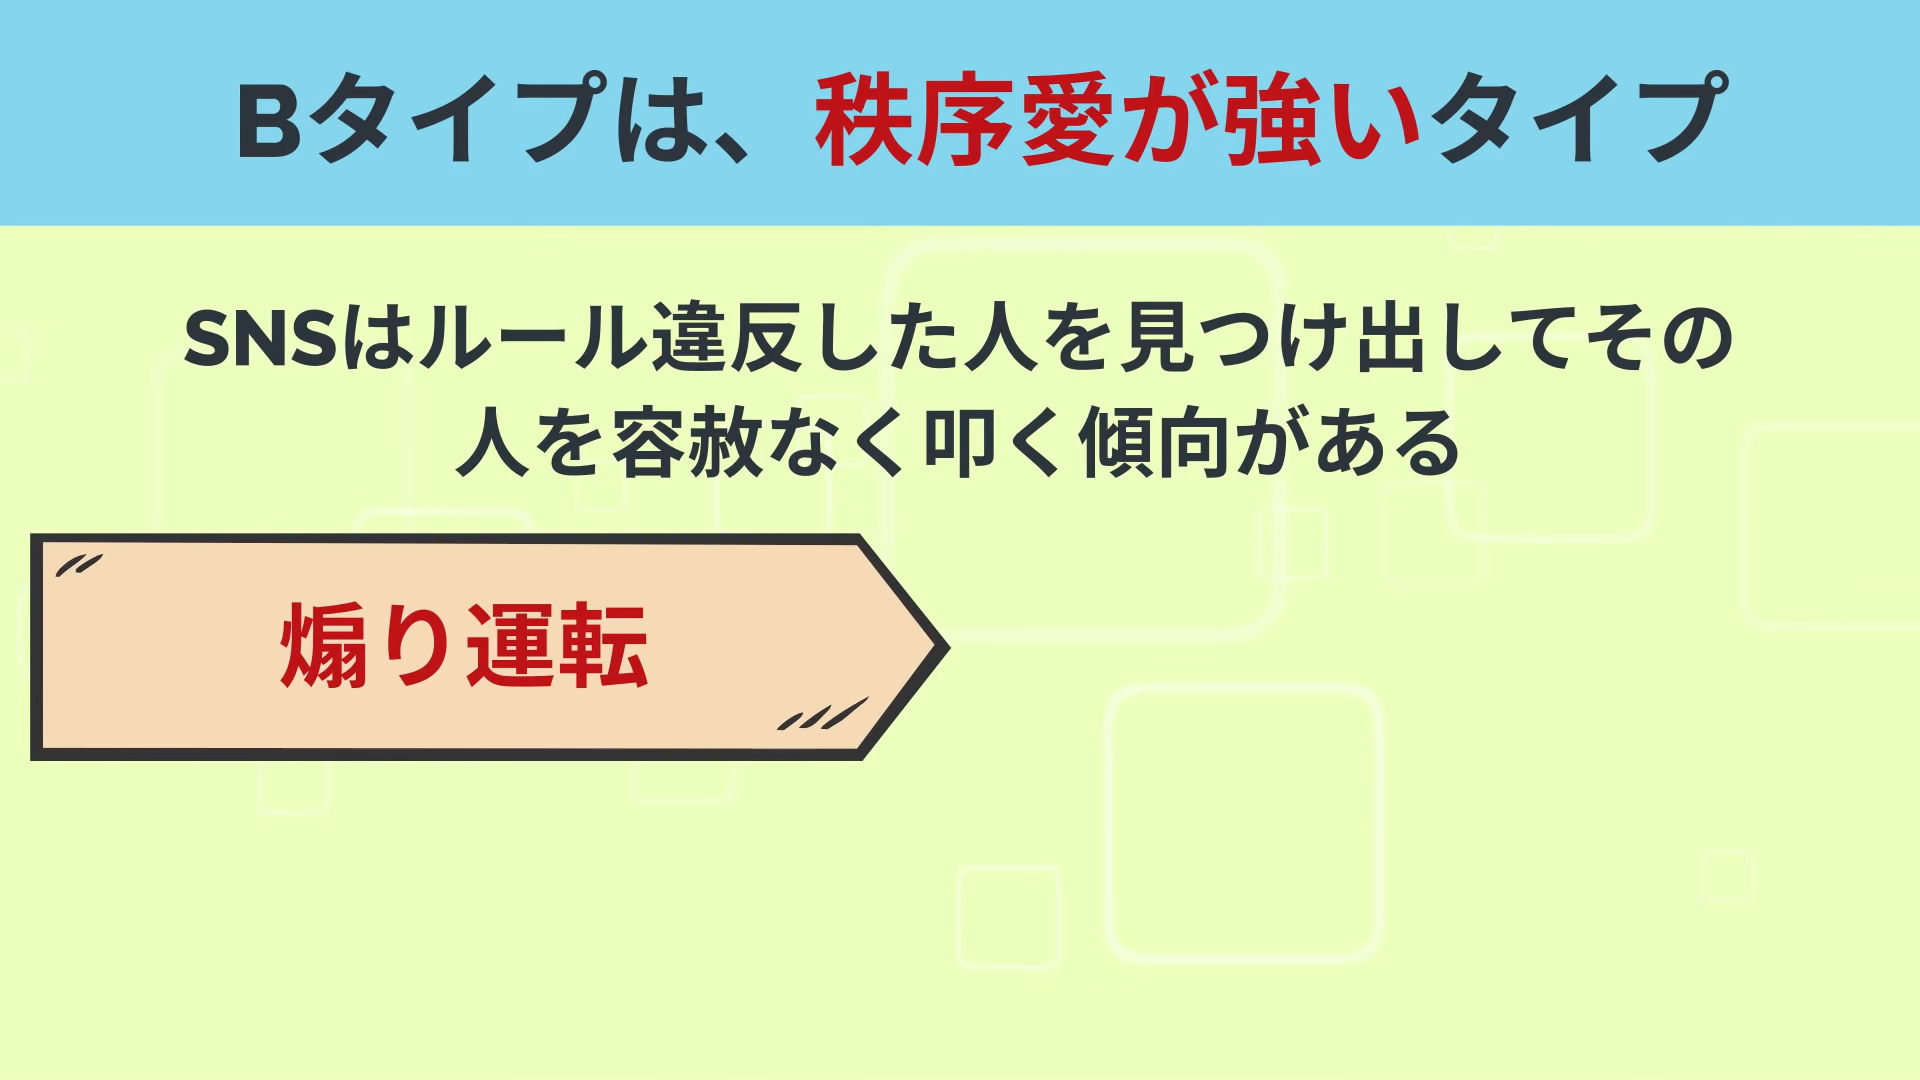 Bタイプは、秩序愛が強いタイプ
SNSはルール違反した人を見つけ出してその
人を容赦なく叩く傾向がある
煽り運転